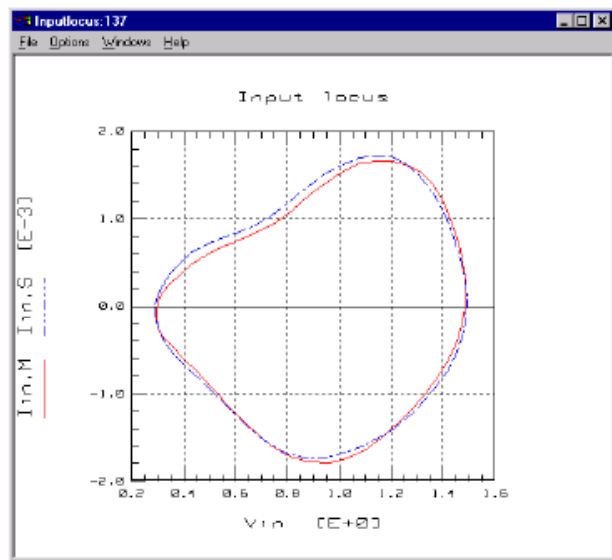 Inputlocus:137
File Options Windows Help
Input locus
Iin.M Iin.S [E-3]
2.0
1.0
0.0
-1.0
-2.0
0.2 0.4 0.6 0.8 1.0 1.2 1.4 1.6
Vin [E+0]